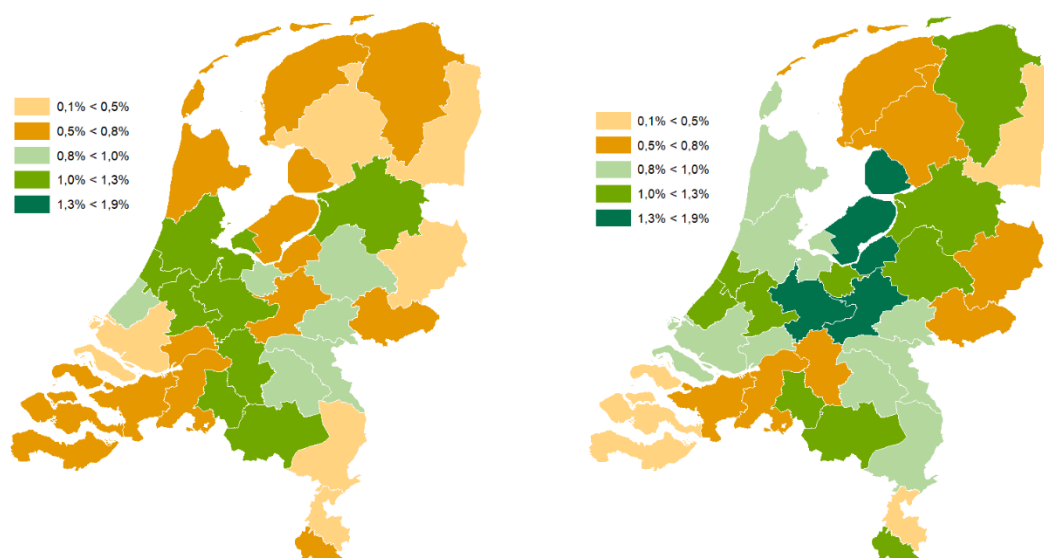 0,1% < 0,5%
0,5% < 0,8%
0,8% < 1,0%
1,0% < 1,3%
1,3% < 1,9%
0,1% < 0,5%
0,5% < 0,8%
0,8% < 1,0%
1,0% < 1,3%
1,3% < 1,9%